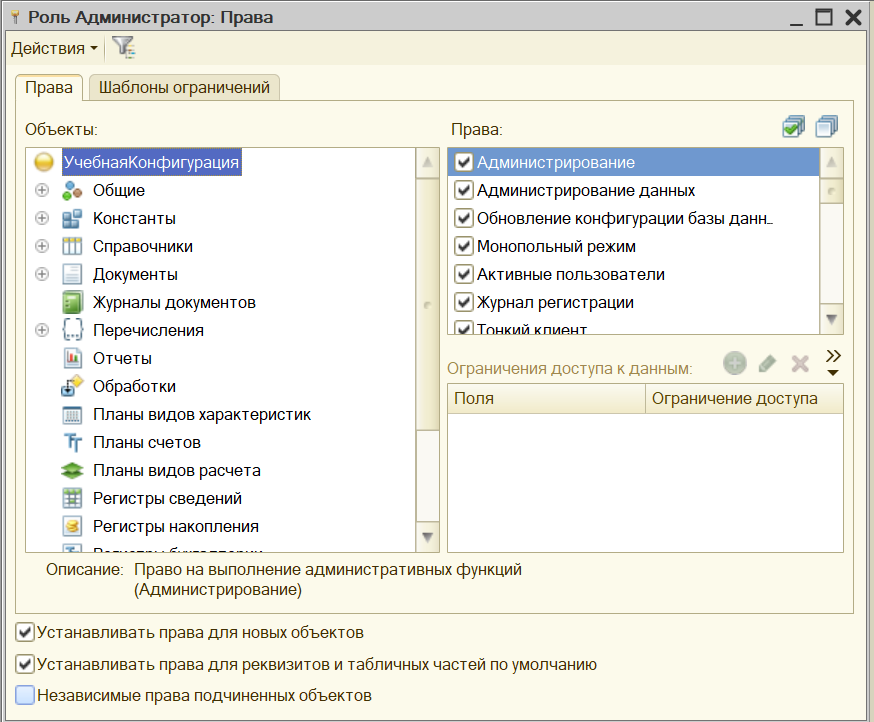 Роль Администратор: Права
Действия
Права
Шаблоны ограничений
Объекты:
УчебнаяКонфигурация
Общие
Константы
Справочники
Документы
Журналы документов
Перечисления
Отчеты
Обработки
Планы видов характеристик
Планы счетов
Планы видов расчета
Регистры сведений
Регистры накопления
Регистры бухгалтерии
Права:
Администрирование
Администрирование данных
Обновление конфигурации базы данн..
Монопольный режим
Активные пользователи
Журнал регистрации
Тонкий клиент
Ограничения доступа к данным:
Поля
Ограничение доступа
Описание: Право на выполнение административных функций
(Администрирование)
Устанавливать права для новых объектов
Устанавливать права для реквизитов и табличных частей по умолчанию
Независимые права подчиненных объектов